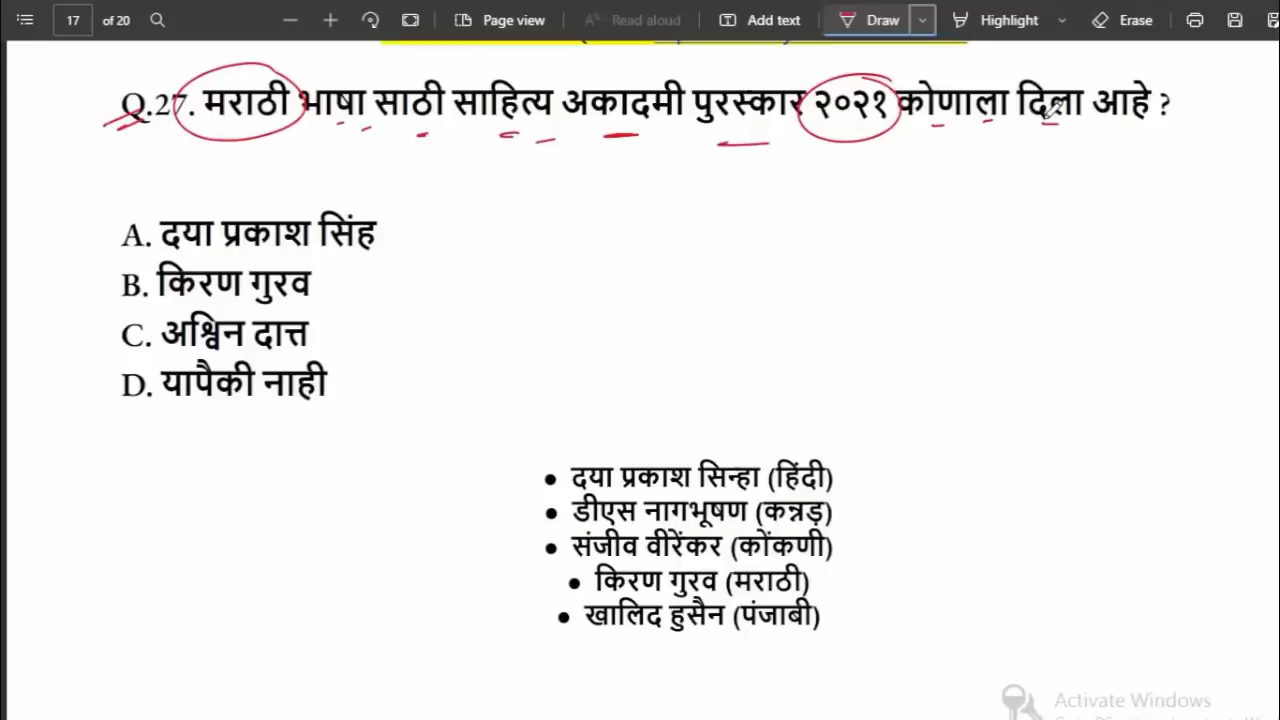 17 of 20 Page view Read aloud Add text Draw Highlight Erase
Q.27. मराठी भाषा साठी साहित्य अकादमी पुरस्कार २०२१ कोणाला दिला आहे ?
A. दया प्रकाश सिंह
B. किरण गुरव
C. अश्विन दात्त
D. यापैकी नाही
• दया प्रकाश सिन्हा (हिंदी)
• डीएस नागभूषण (कन्नड़)
• संजीव वीरेंकर (कोंकणी)
• किरण गुरव (मराठी)
• खालिद हुसैन (पंजाबी)
Activate Windows